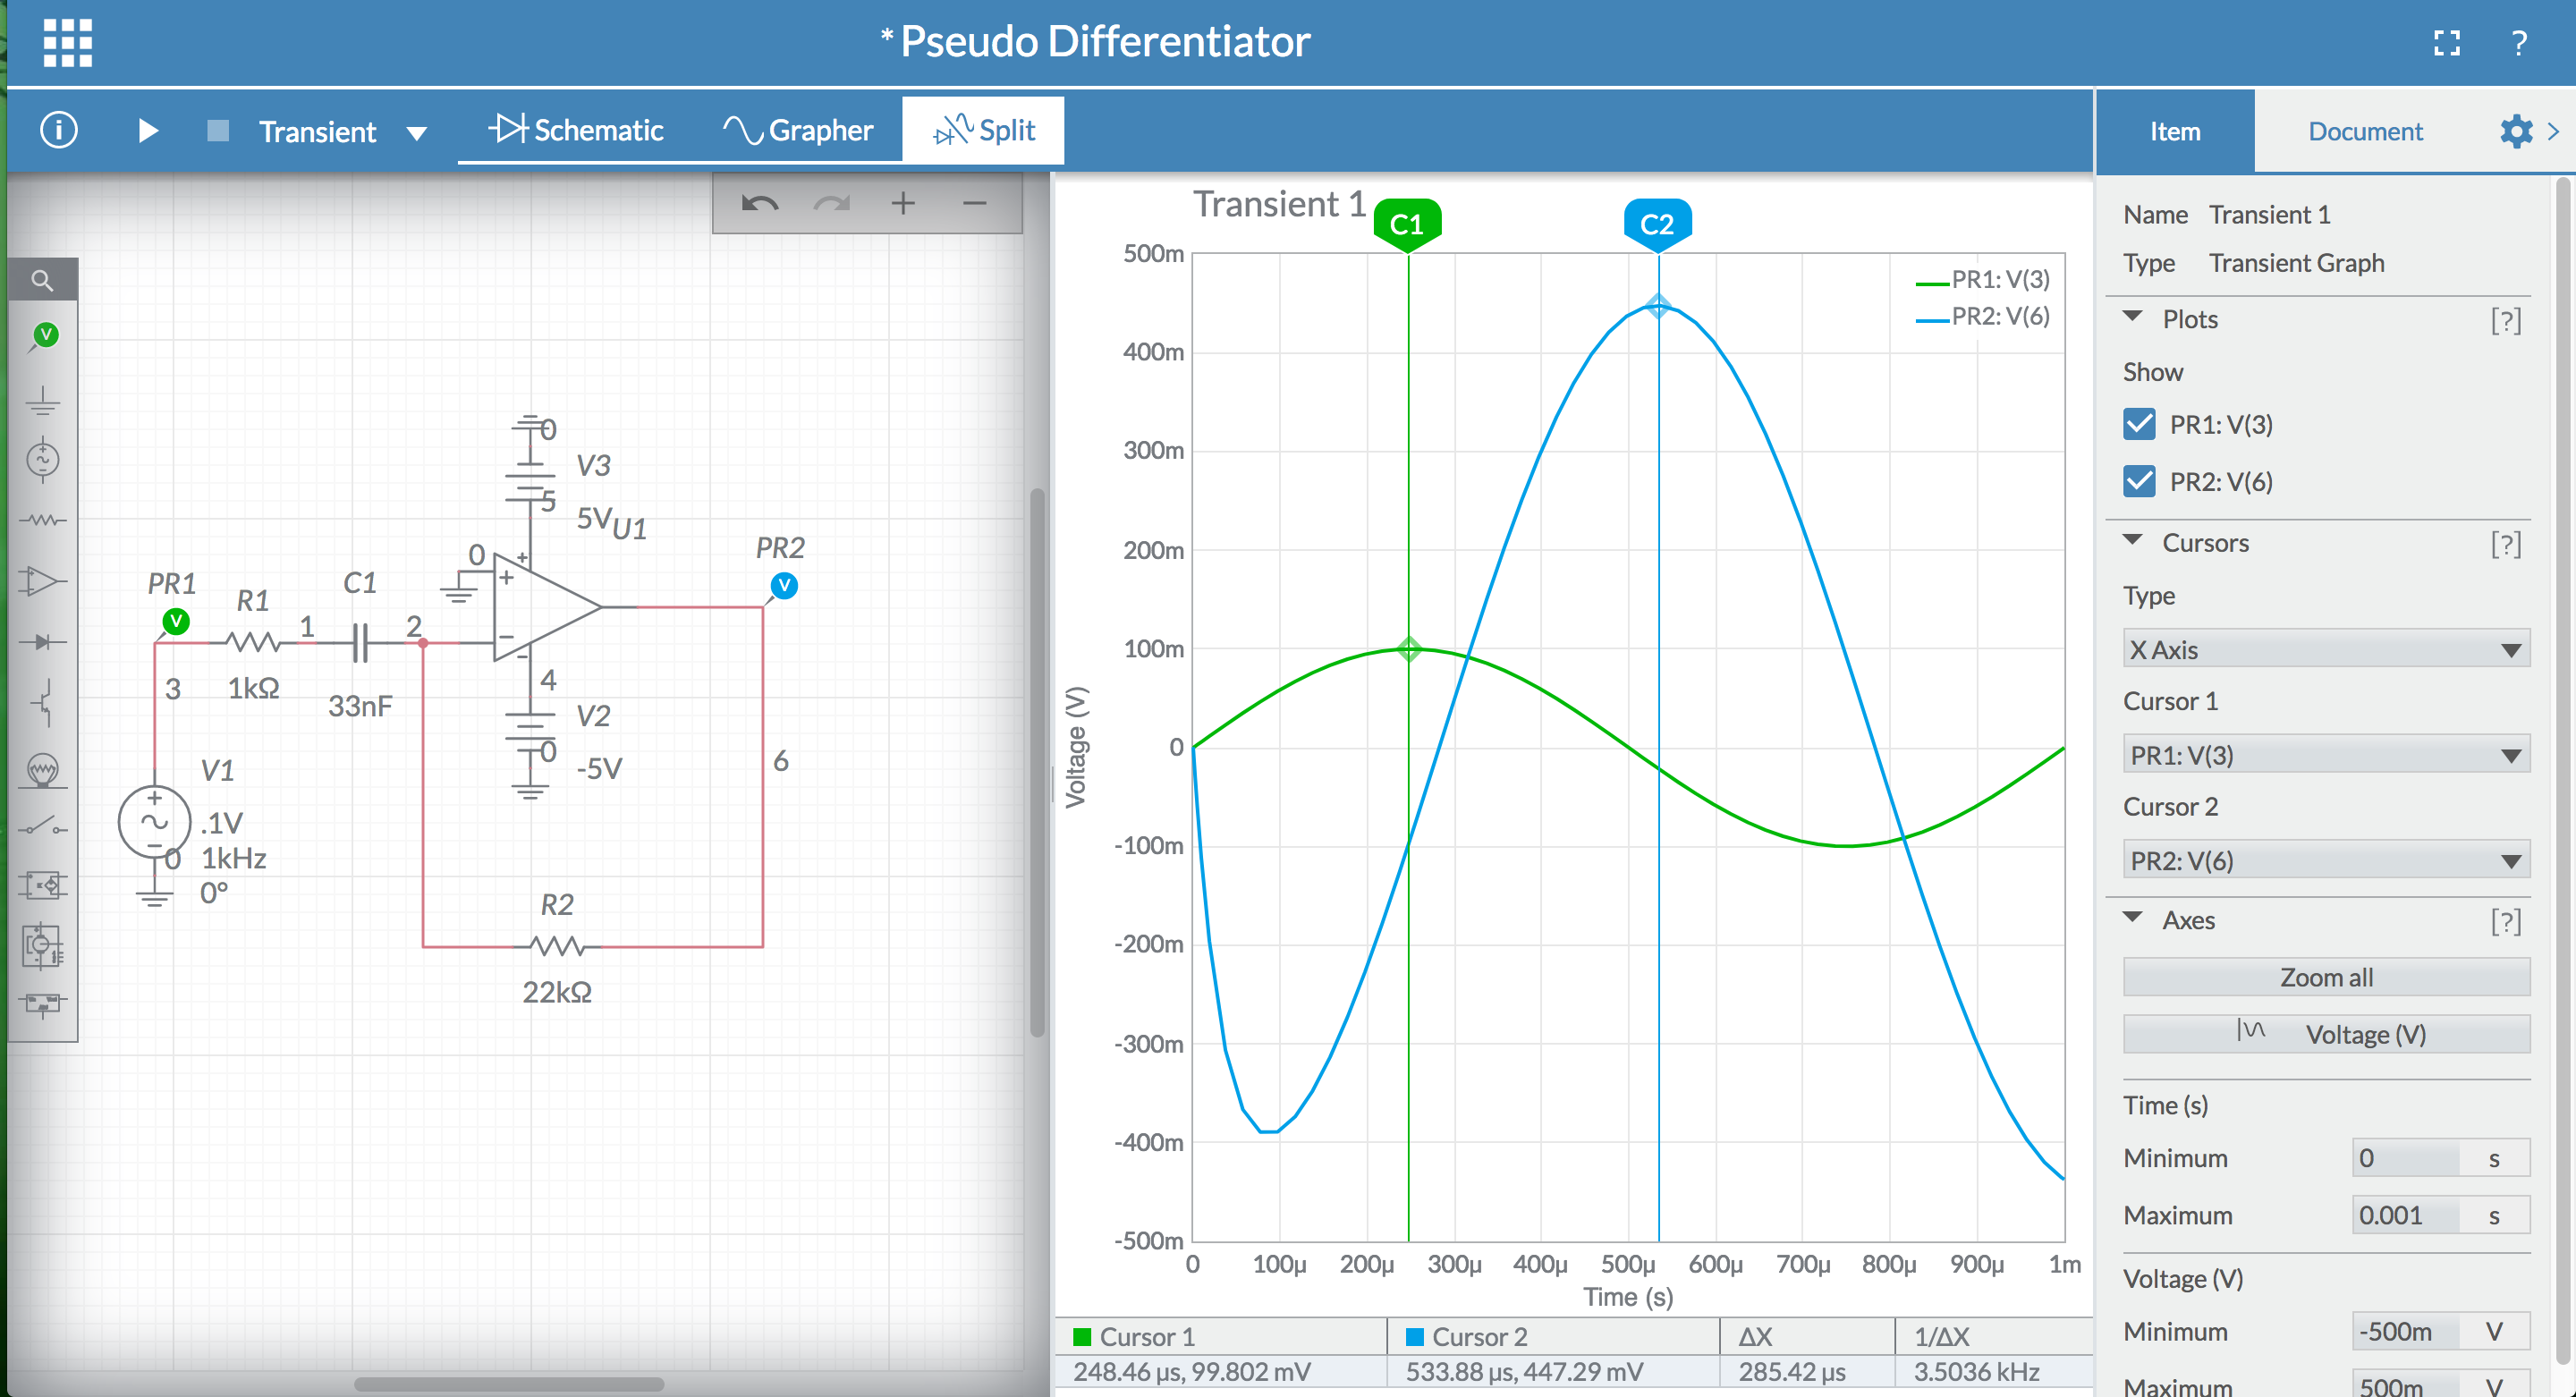 * Pseudo Differentiator
?
i
Transient
Schematic
Grapher
Split
Item
Document
V
0
V3
5
5V
U1
0
+
+
−
−
PR1
V
R1
1
C1
2
PR2
V
3
1kΩ
33nF
4
V2
0
-5V
6
V1
+
−
.1V
0
1kHz
0°
R2
22kΩ
Transient 1
C1
C2
500m
400m
300m
200m
100m
0
-100m
-200m
-300m
-400m
-500m
Voltage (V)
PR1: V(3)
PR2: V(6)
0
100μ
200μ
300μ
400μ
500μ
600μ
700μ
800μ
900μ
1m
Time (s)
Cursor 1
Cursor 2
ΔX
1/ΔX
248.46 μs, 99.802 mV
533.88 μs, 447.29 mV
285.42 μs
3.5036 kHz
Name Transient 1
Type Transient Graph
Plots [?]
Show
PR1: V(3)
PR2: V(6)
Cursors [?]
Type
X Axis
Cursor 1
PR1: V(3)
Cursor 2
PR2: V(6)
Axes [?]
Zoom all
Voltage (V)
Time (s)
Minimum 0 s
Maximum 0.001 s
Voltage (V)
Minimum -500m V
Maximum 500m V